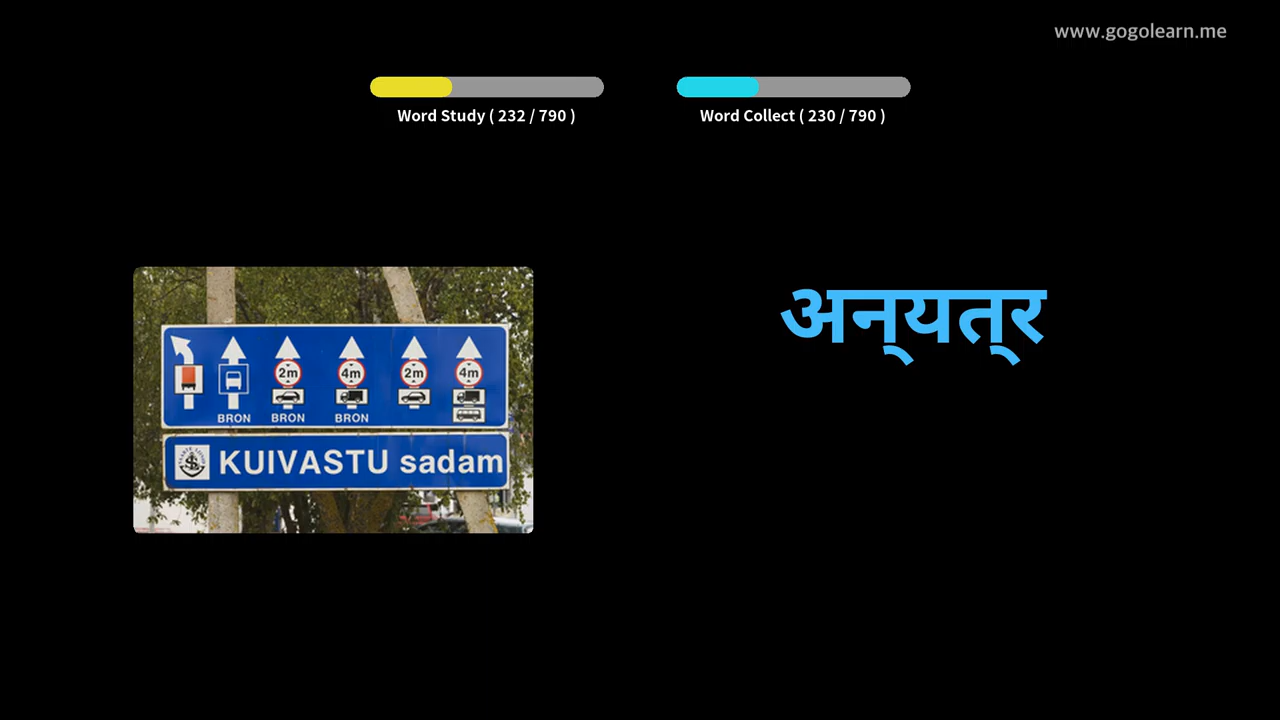 www.gogolearn.me
Word Study ( 232 / 790 )
Word Collect ( 230 / 790 )
अन्यत्र
2m 4m 2m 4m
BRON BRON BRON
KUIVASTU sadam